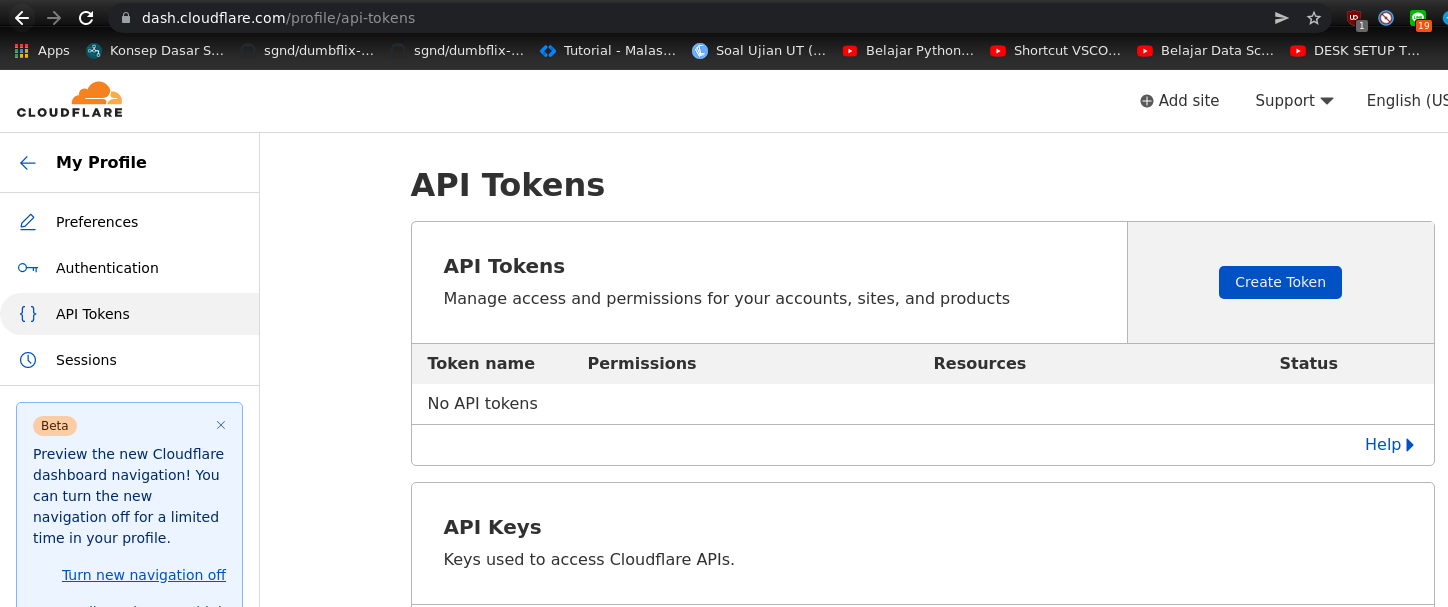 dash.cloudflare.com/profile/api-tokens
1
19
Apps
Konsep Dasar S...
sgnd/dumbflix-...
sgnd/dumbflix-...
Tutorial - Malas...
Soal Ujian UT (...
Belajar Python...
Shortcut VSCO...
Belajar Data Sc...
DESK SETUP T...
CLOUDFLARE
Add site
Support
English (US
My Profile
Preferences
Authentication
API Tokens
Sessions
Beta
Preview the new Cloudflare
dashboard navigation! You
can turn the new
navigation off for a limited
time in your profile.
Turn new navigation off
API Tokens
API Tokens
Manage access and permissions for your accounts, sites, and products
Create Token
Token name Permissions Resources Status
No API tokens
Help
API Keys
Keys used to access Cloudflare APIs.